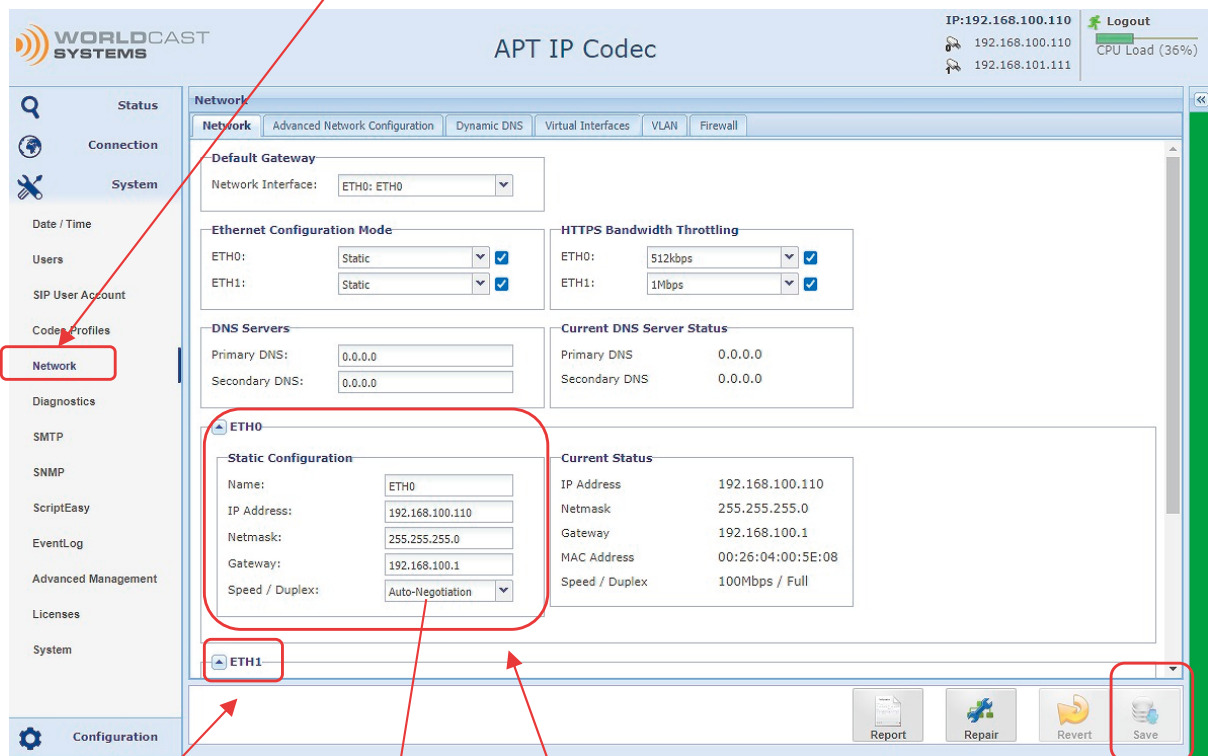 WORLDCAST
SYSTEMS
APT IP Codec
IP:192.168.100.110
192.168.100.110
192.168.101.111
Logout
CPU Load (36%)
Status
Connection
System
Date / Time
Users
SIP User Account
Codec Profiles
Network
Diagnostics
SMTP
SNMP
ScriptEasy
EventLog
Advanced Management
Licenses
System
Configuration
Network
Network Advanced Network Configuration Dynamic DNS Virtual Interfaces VLAN Firewall
Default Gateway
Network Interface: ETH0: ETH0
Ethernet Configuration Mode
ETH0: Static
ETH1: Static
HTTPS Bandwidth Throttling
ETH0: 512kbps
ETH1: 1Mbps
DNS Servers
Primary DNS: 0.0.0.0
Secondary DNS: 0.0.0.0
Current DNS Server Status
Primary DNS 0.0.0.0
Secondary DNS 0.0.0.0
ETH0
Static Configuration
Name: ETH0
IP Address: 192.168.100.110
Netmask: 255.255.255.0
Gateway: 192.168.100.1
Speed / Duplex: Auto-Negotiation
Current Status
IP Address 192.168.100.110
Netmask 255.255.255.0
Gateway 192.168.100.1
MAC Address 00:26:04:00:5E:08
Speed / Duplex 100Mbps / Full
ETH1
Report Repair Revert Save